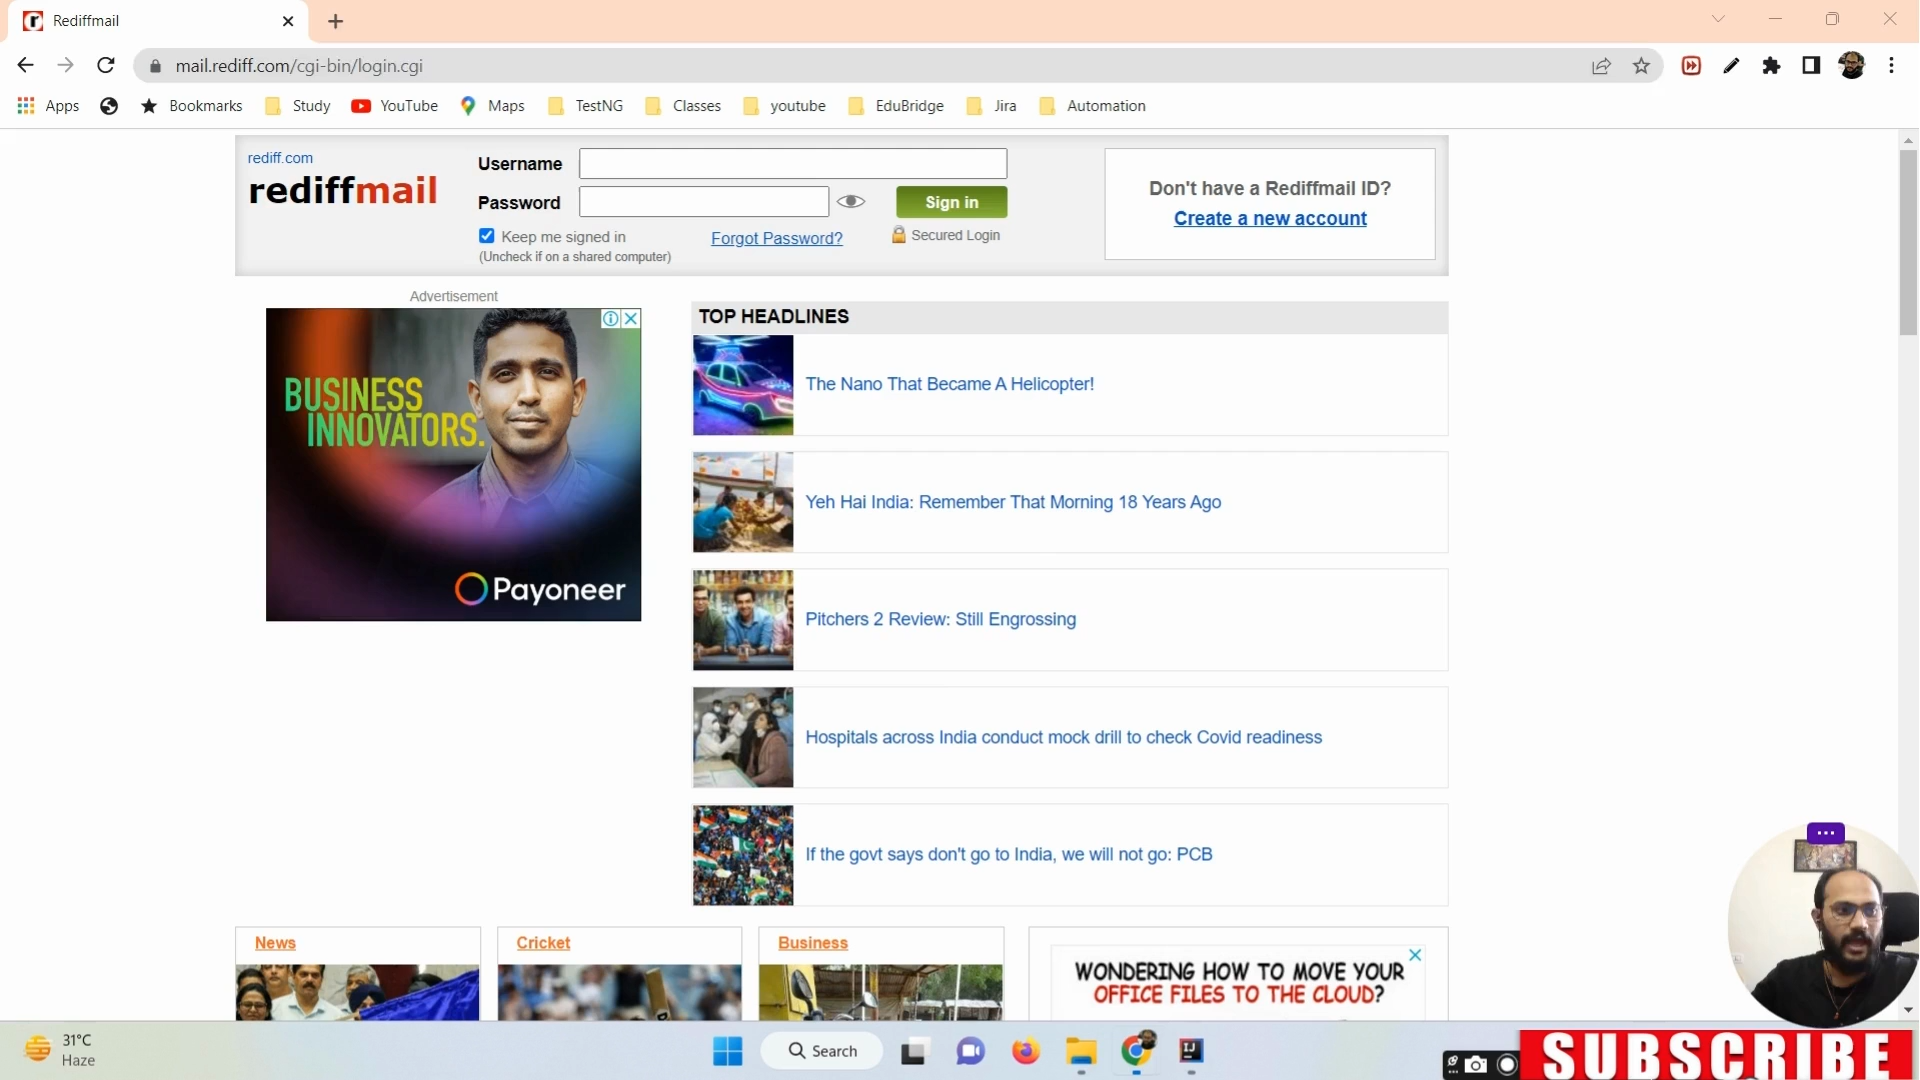 Rediffmail
mail.rediff.com/cgi-bin/login.cgi
Apps
Bookmarks
Study
YouTube
Maps
TestNG
Classes
youtube
EduBridge
Jira
Automation
rediff.com
rediffmail
Username
Password
Sign in
Keep me signed in
(Uncheck if on a shared computer)
Forgot Password?
Secured Login
Don't have a Rediffmail ID?
Create a new account
Advertisement
BUSINESS
INNOVATORS.
Payoneer
TOP HEADLINES
The Nano That Became A Helicopter!
Yeh Hai India: Remember That Morning 18 Years Ago
Pitchers 2 Review: Still Engrossing
Hospitals across India conduct mock drill to check Covid readiness
If the govt says don't go to India, we will not go: PCB
News
Cricket
Business
WONDERING HOW TO MOVE YOUR
OFFICE FILES TO THE CLOUD?
31°C
Haze
Search
SUBSCRIBE